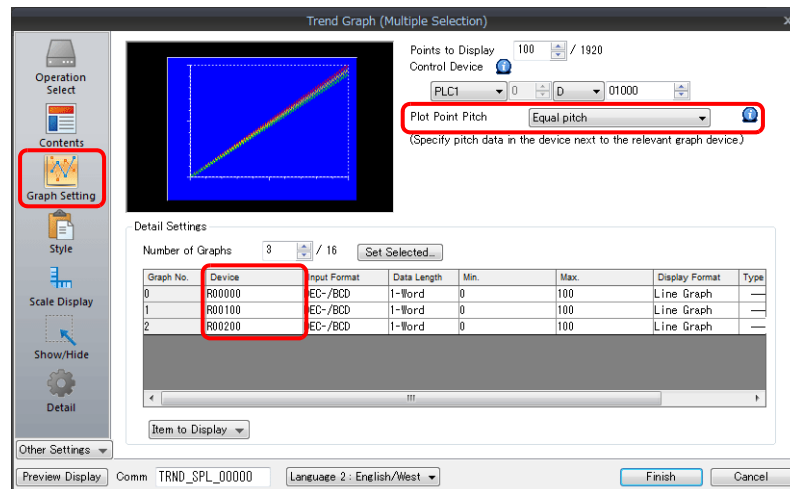 Trend Graph (Multiple Selection)
Operation
Select
Contents
Graph Setting
Style
Scale Display
Show/Hide
Detail
Other Settings
Points to Display 100 / 1920
Control Device
PLC1 0 D 01000
Plot Point Pitch Equal pitch
(Specify pitch data in the device next to the relevant graph device.)
Detail Settings
Number of Graphs 3 / 16 Set Selected...
Graph No. Device Input Format Data Length Min. Max. Display Format Type
0 R00000 DEC-/BCD 1-Word 0 100 Line Graph
1 R00100 DEC-/BCD 1-Word 0 100 Line Graph
2 R00200 DEC-/BCD 1-Word 0 100 Line Graph
Item to Display
Preview Display Comm TRND_SPL_00000 Language 2 : English/West Finish Cancel